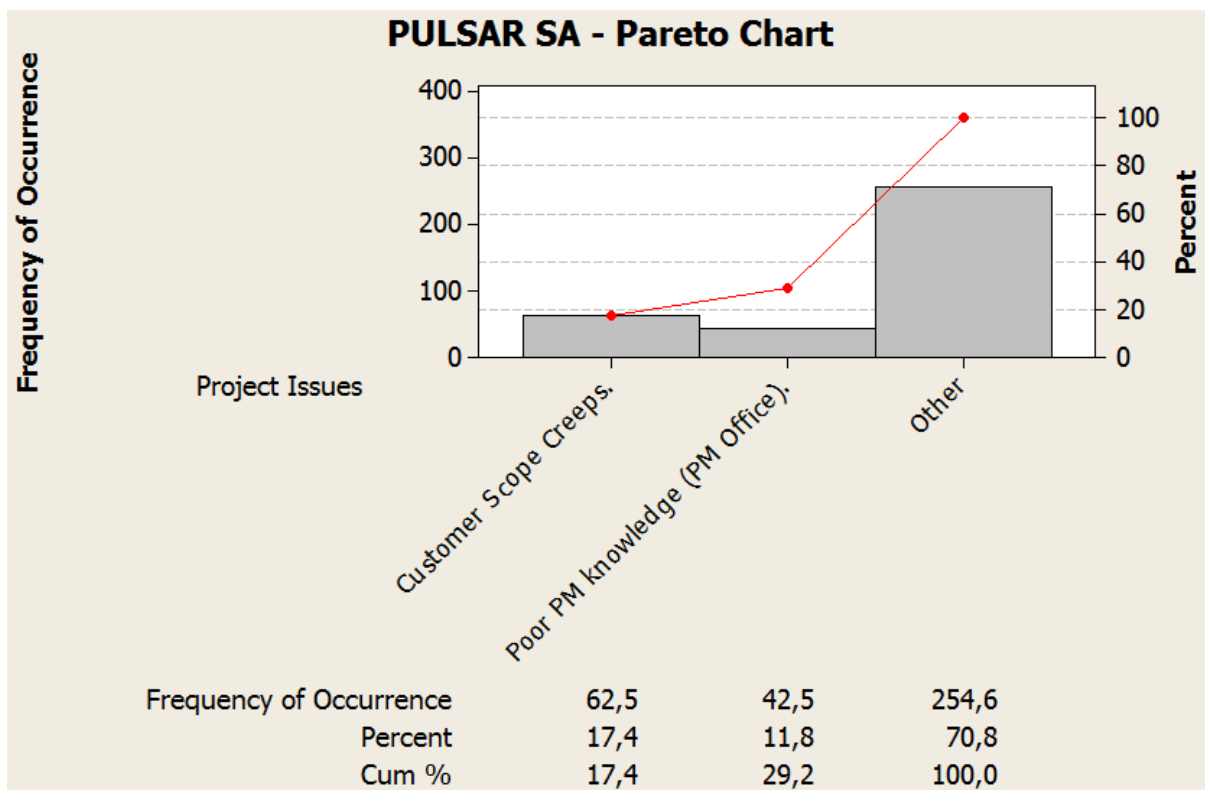 PULSAR SA - Pareto Chart
Frequency of Occurrence
400
300
200
100
0
100
80
60
40
20
0
Percent
Project Issues
Customer Scope Creeps.
Poor PM knowledge (PM Office).
Other
Frequency of Occurrence 62,5 42,5 254,6
Percent 17,4 11,8 70,8
Cum % 17,4 29,2 100,0